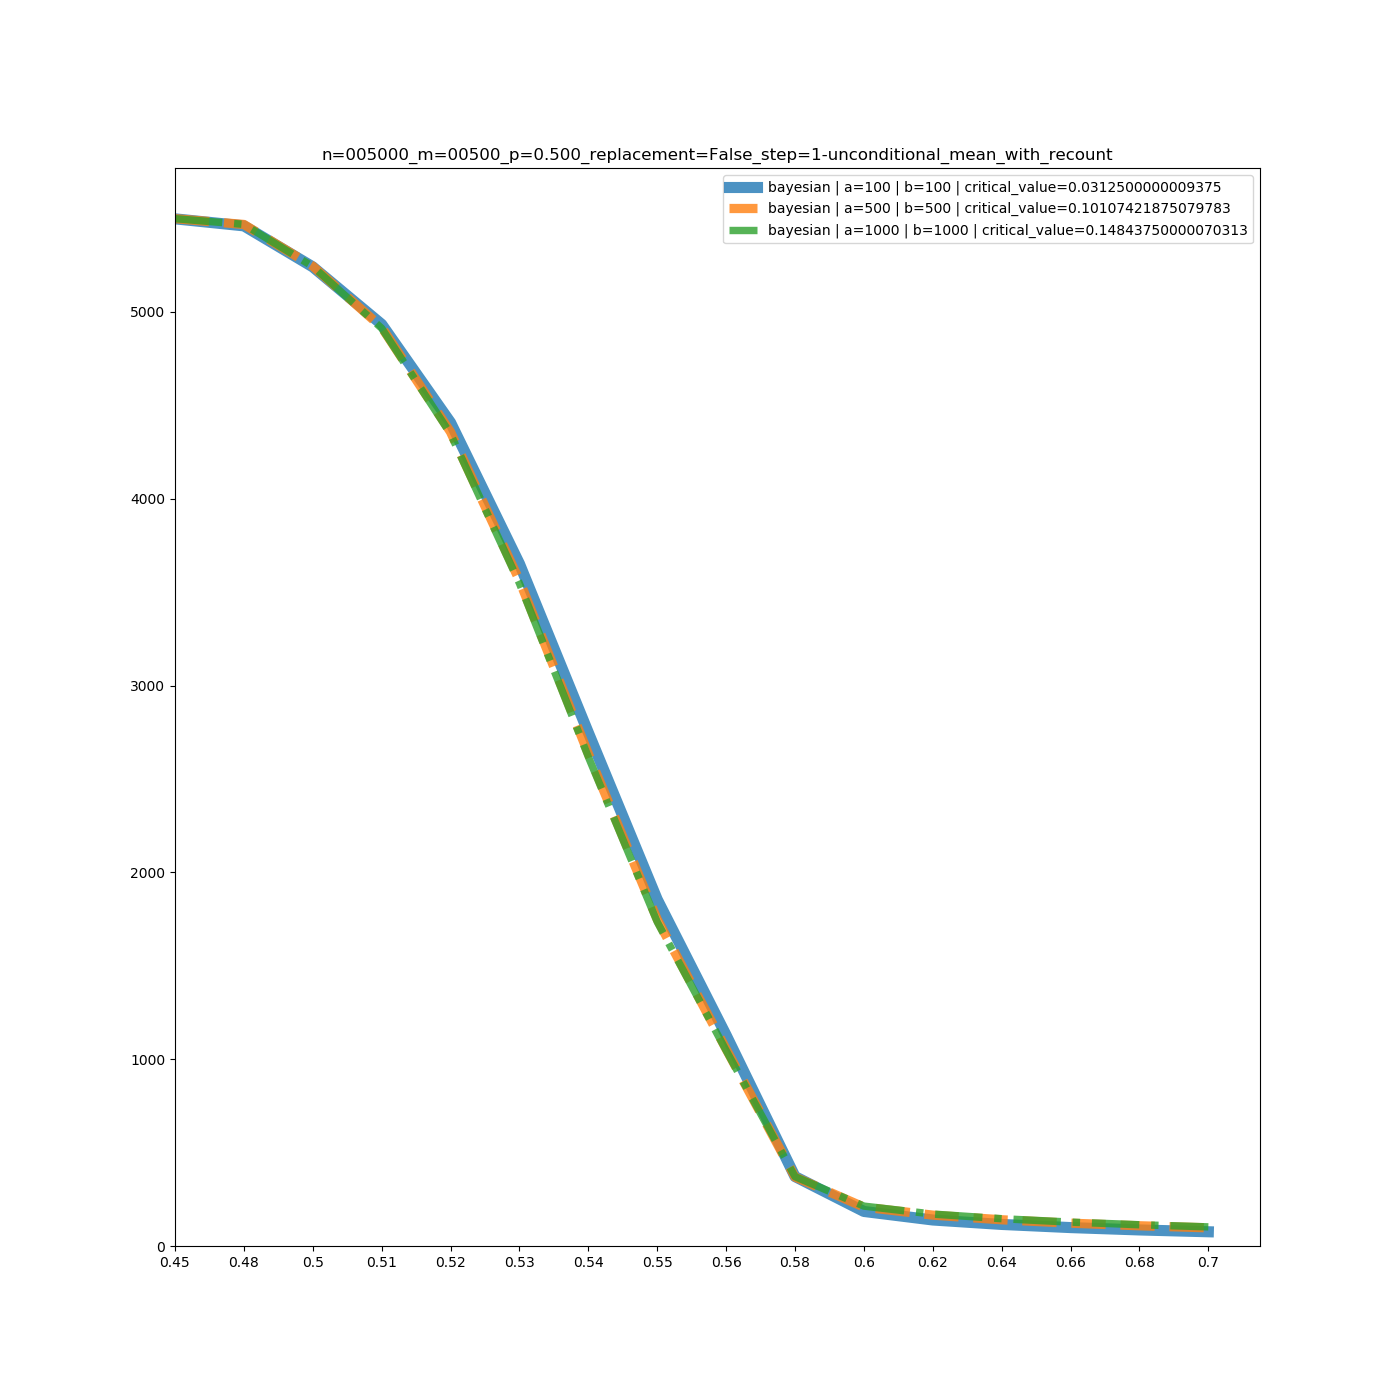 n=005000_m=00500_p=0.500_replacement=False_step=1-unconditional_mean_with_recount
bayesian | a=100 | b=100 | critical_value=0.0312500000009375
bayesian | a=500 | b=500 | critical_value=0.10107421875079783
bayesian | a=1000 | b=1000 | critical_value=0.14843750000070313
5000
4000
3000
2000
1000
0
0.45 0.48 0.5 0.51 0.52 0.53 0.54 0.55 0.56 0.58 0.6 0.62 0.64 0.66 0.68 0.7